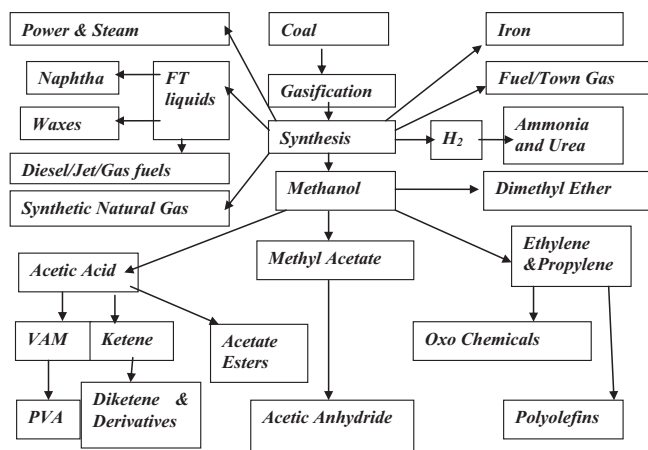 Power & Steam
Coal
Iron
Naphtha
FT
liquids
Gasification
Fuel/Town Gas
Waxes
Synthesis
H2
Ammonia
and Urea
Diesel/Jet/Gas fuels
Methanol
Dimethyl Ether
Synthetic Natural Gas
Acetic Acid
Methyl Acetate
Ethylene
&Propylene
VAM
Ketene
Acetate
Esters
Oxo Chemicals
PVA
Diketene &
Derivatives
Acetic Anhydride
Polyolefins